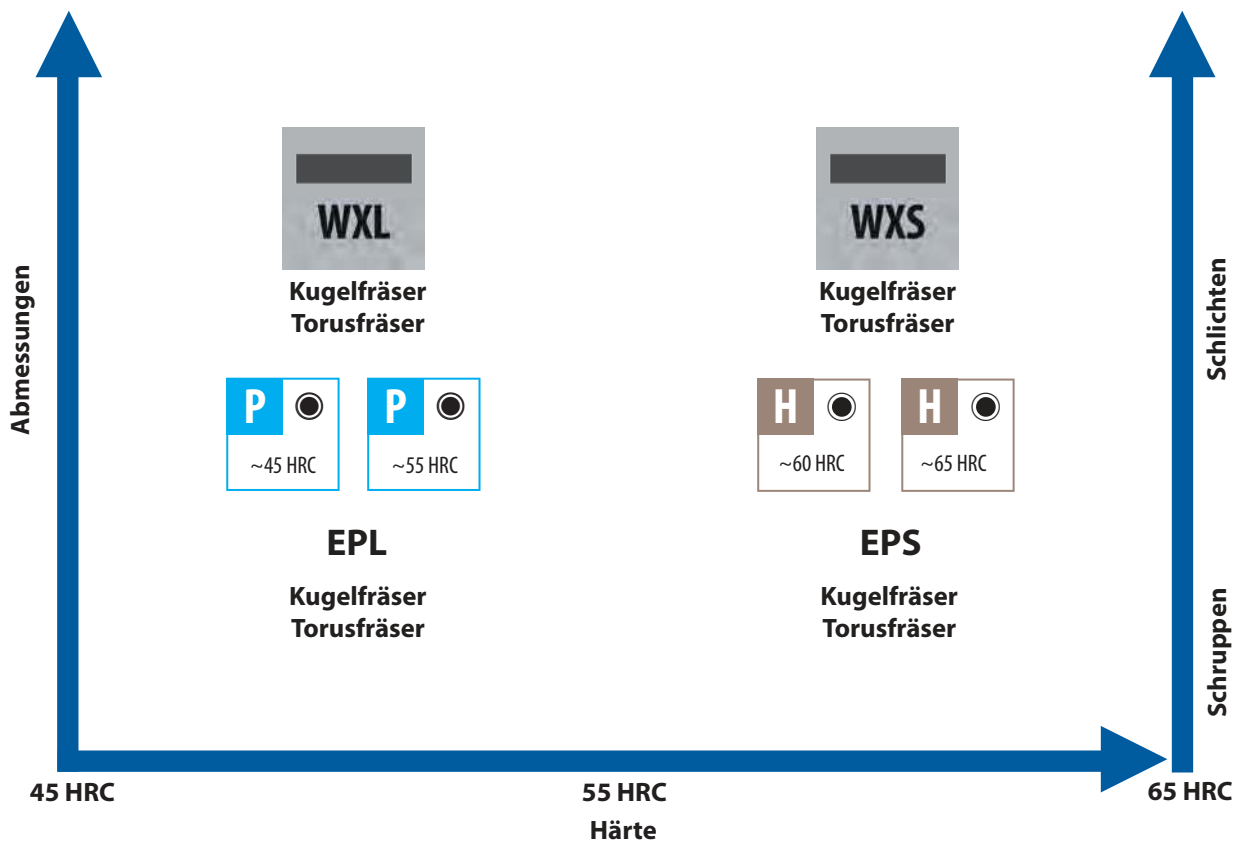 Abmessungen
WXL
Kugelfräser
Torusfräser
P
~45 HRC
P
~55 HRC
EPL
Kugelfräser
Torusfräser
WXS
Kugelfräser
Torusfräser
H
~60 HRC
H
~65 HRC
EPS
Kugelfräser
Torusfräser
Schlichten
Schruppen
45 HRC
55 HRC
65 HRC
Härte